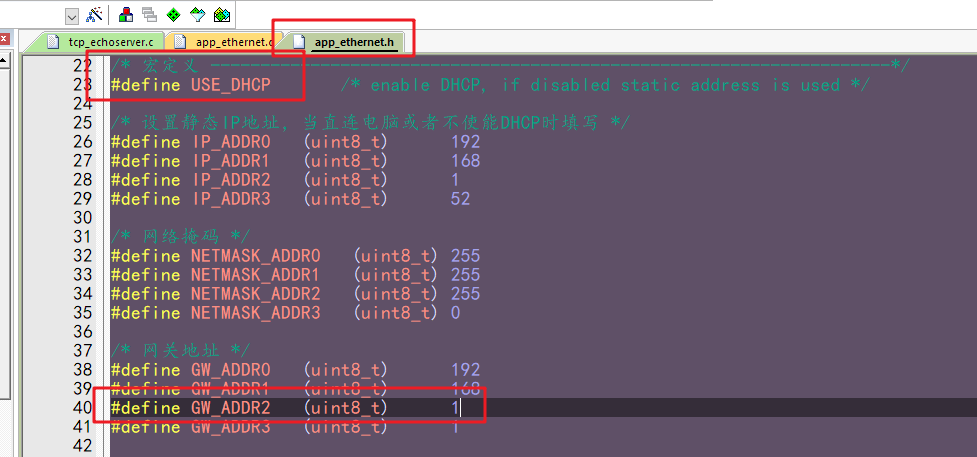 tcp_echoserver.c app_ethernet.c app_ethernet.h
22 /* 宏定义 --------------------------------------------------------------------*/
23 #define USE_DHCP /* enable DHCP, if disabled static address is used */
24
25 /* 设置静态IP地址, 当直连电脑或者不使能DHCP时填写 */
26 #define IP_ADDR0 (uint8_t) 192
27 #define IP_ADDR1 (uint8_t) 168
28 #define IP_ADDR2 (uint8_t) 1
29 #define IP_ADDR3 (uint8_t) 52
30
31 /* 网络掩码 */
32 #define NETMASK_ADDR0 (uint8_t) 255
33 #define NETMASK_ADDR1 (uint8_t) 255
34 #define NETMASK_ADDR2 (uint8_t) 255
35 #define NETMASK_ADDR3 (uint8_t) 0
36
37 /* 网关地址 */
38 #define GW_ADDR0 (uint8_t) 192
39 #define GW_ADDR1 (uint8_t) 168
40 #define GW_ADDR2 (uint8_t) 1
41 #define GW_ADDR3 (uint8_t) 1
42